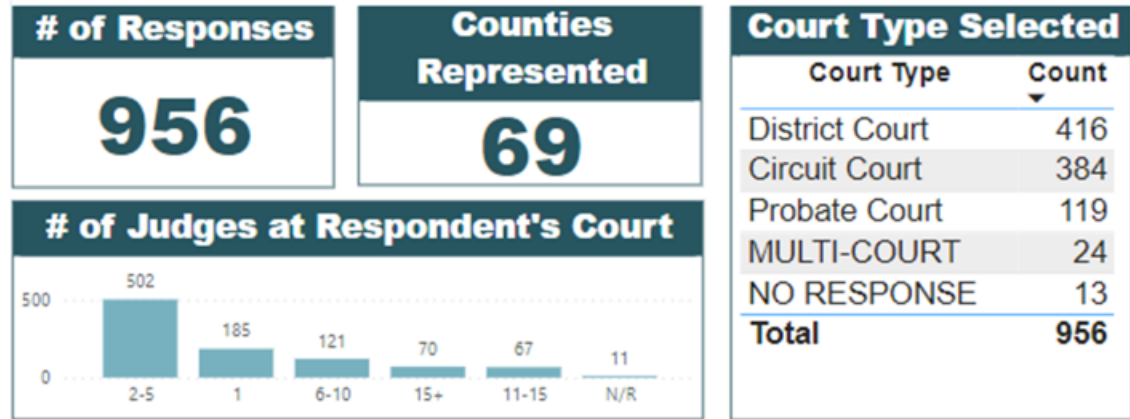 # of Responses
956
Counties
Represented
69
# of Judges at Respondent's Court
502
500
185
121
70
67
11
0
2-5 1 6-10 15+ 11-15 N/R
Court Type Selected
Court Type Count
District Court 416
Circuit Court 384
Probate Court 119
MULTI-COURT 24
NO RESPONSE 13
Total 956